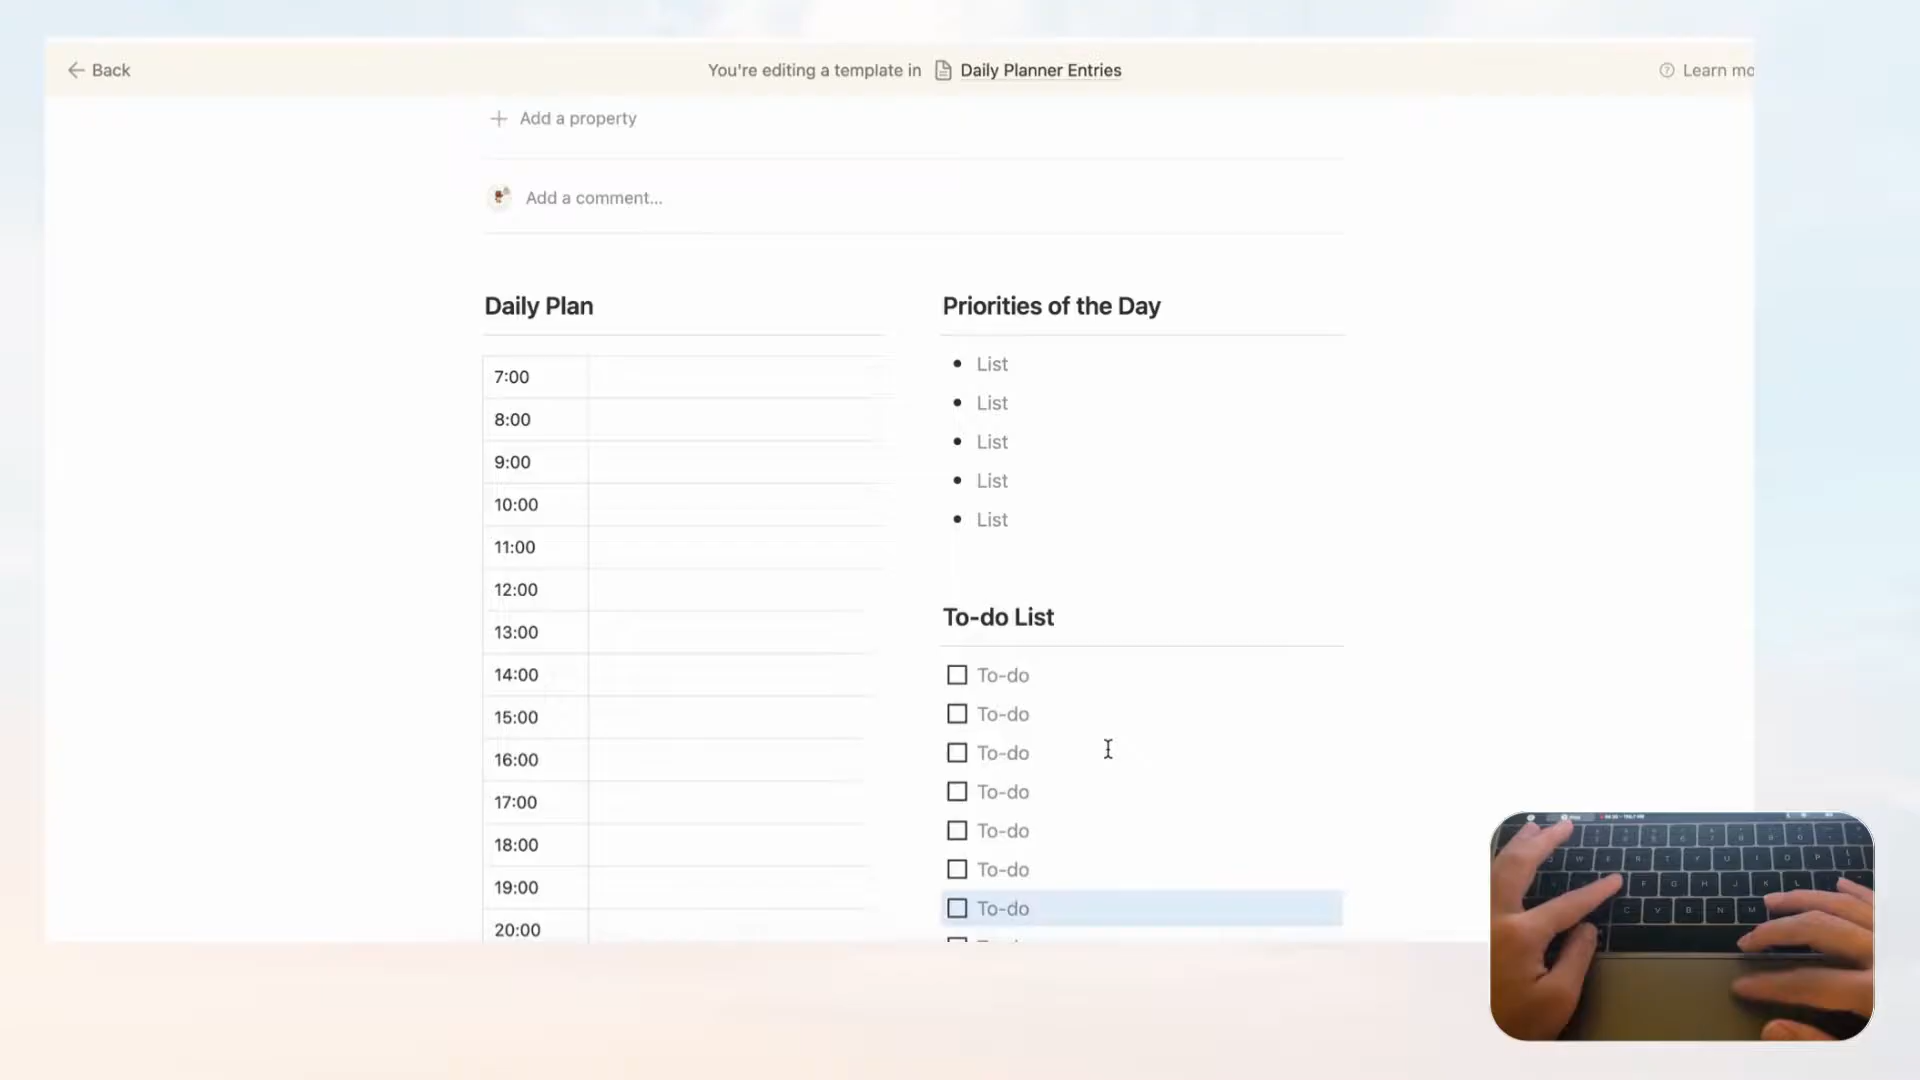 Back
You're editing a template in Daily Planner Entries
Learn mo
Add a property
Add a comment...
Daily Plan
7:00
8:00
9:00
10:00
11:00
12:00
13:00
14:00
15:00
16:00
17:00
18:00
19:00
20:00
Priorities of the Day
List
List
List
List
List
To-do List
To-do
To-do
To-do
To-do
To-do
To-do
To-do